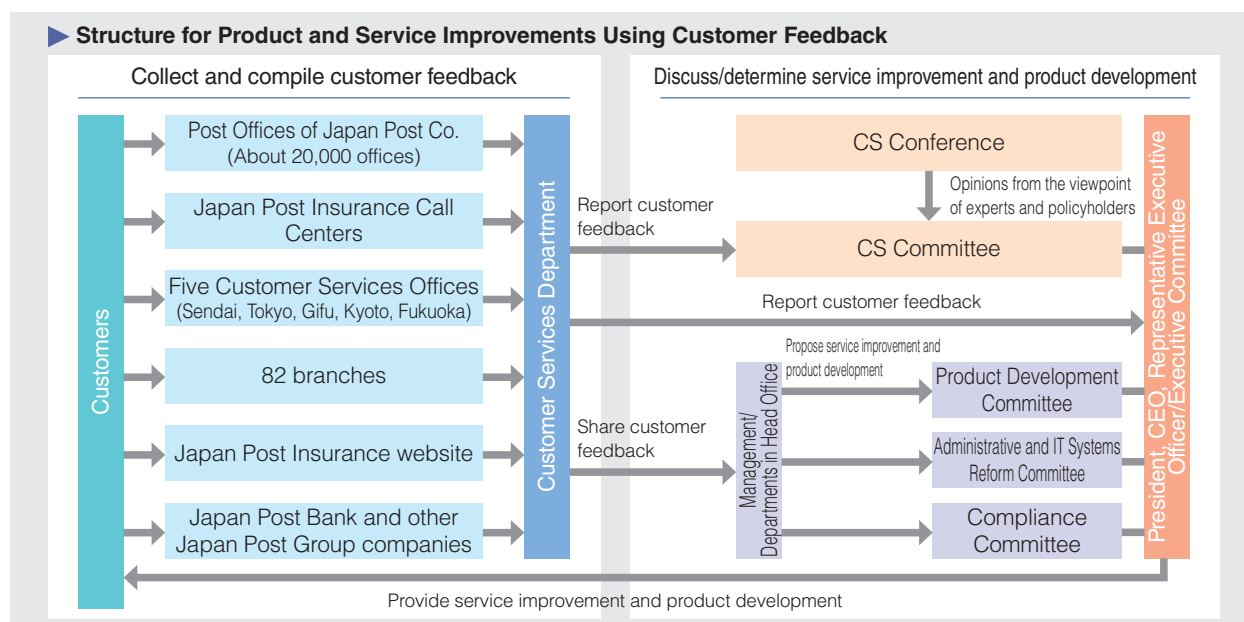 Structure for Product and Service Improvements Using Customer Feedback
Collect and compile customer feedback
Discuss/determine service improvement and product development
Customers
Post Offices of Japan Post Co.
(About 20,000 offices)
Japan Post Insurance Call
Centers
Five Customer Services Offices
(Sendai, Tokyo, Gifu, Kyoto, Fukuoka)
82 branches
Japan Post Insurance website
Japan Post Bank and other
Japan Post Group companies
Customer Services Department
Report customer
feedback
Share customer
feedback
CS Conference
Opinions from the viewpoint
of experts and policyholders
CS Committee
Report customer feedback
Management/
Departments in Head Office
Propose service improvement and
product development
Product Development
Committee
Administrative and IT Systems
Reform Committee
Compliance
Committee
President, CEO, Representative Executive
Officer/Executive Committee
Provide service improvement and product development